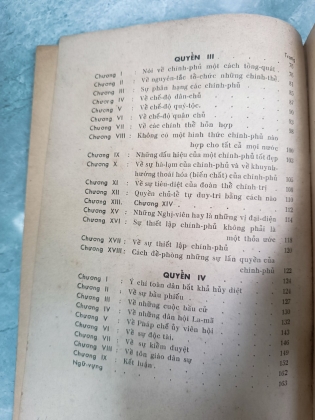 QUYỂN III
Trang
Chương I : Nói về chính-phủ một cách tổng-quát
Chương II : Về nguyên-tắc tổ-chức những chính-thể
Chương III : Sự phân hạng các chính-phủ
Chương IV : Về chế-độ dân-chủ
Chương V : Về chế-độ quý-tộc.
Chương VI : Về chế-độ quân chủ
Chương VII : Về các chính thể hỗn hợp
Chương VIII : Không có một hình thức chính-phủ nào
hợp cho tất cả mọi nước 100
Chương IX : Những dấu hiệu của một chính-phủ tốt đẹp
Chương X : Về sự hà-lạm của chính-phủ và về khuynh-
hướng thoái hóa (biến chất) của chính-phủ
Chương XI : Về sự tiêu-diệt của đoàn thể chính-trị
Chương XII : Quyền chủ-tể tự duy-trì bằng cách nào
Chương XIII, Chương XIV
Chương XV : Những Nghị-viên hay là những vị đại-diện
Chương XVI : Sự thiết lập chính-phủ không phải là
một thỏa ước 116
Chương XVII : Về sự thiết lập chính-phủ
Chương XVIII : Cách đề-phòng những sự lấn quyền của
chính-phủ 122
QUYỂN IV
Chương I : Ý chí toàn dân bất khả hủy diệt 124
Chương II : Về sự bàu phiếu
Chương III : Về những cuộc bầu cử
Chương IV : Về những dân hội La-mã
Chương V : Về Pháp chế ủy viên hội
Chương VI : Về sự độc tài.
Chương VIII : Về sự kiểm duyệt
Chương VIII : Về tôn giáo dân sự 152
Chương IX : Kết luận 162
Ngữ-vựng 163